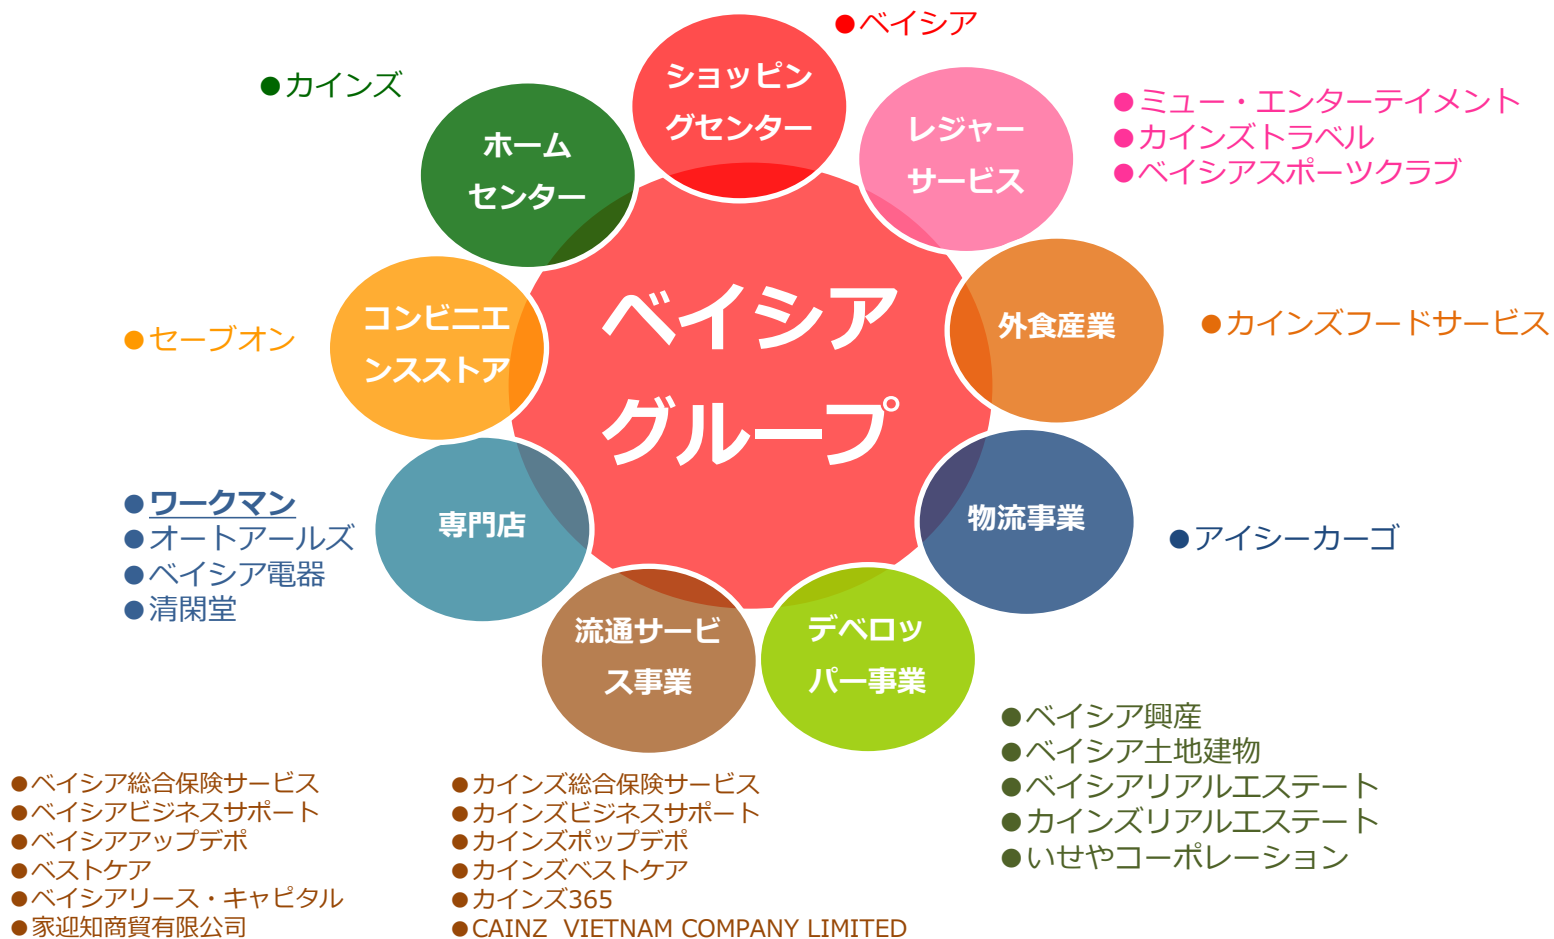 ●ベイシア
ショッピン
グセンター
●カインズ
ホーム
センター
レジャー
サービス
●ミュー・エンターテイメント
●カインズトラベル
●ベイシアスポーツクラブ
コンビニエ
ンスストア
●セーブオン
ベイシア
グループ
外食産業
●カインズフードサービス
専門店
●ワークマン
●オートアールズ
●ベイシア電器
●清閑堂
物流事業
●アイシーカーゴ
流通サービ
ス事業
デベロッ
パー事業
●ベイシア興産
●ベイシア土地建物
●ベイシアリアルエステート
●カインズリアルエステート
●いせやコーポレーション
●ベイシア総合保険サービス
●ベイシアビジネスサポート
●ベイシアアップデポ
●ベストケア
●ベイシアリース・キャピタル
●家迎知商貿有限公司
●カインズ総合保険サービス
●カインズビジネスサポート
●カインズポップデポ
●カインズベストケア
●カインズ365
●CAINZ VIETNAM COMPANY LIMITED